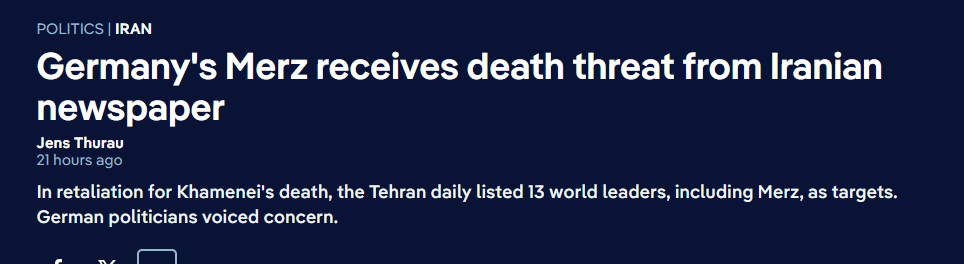 POLITICS | IRAN
Germany's Merz receives death threat from Iranian
newspaper
Jens Thurau
21 hours ago
In retaliation for Khamenei's death, the Tehran daily listed 13 world leaders, including Merz, as targets.
German politicians voiced concern.